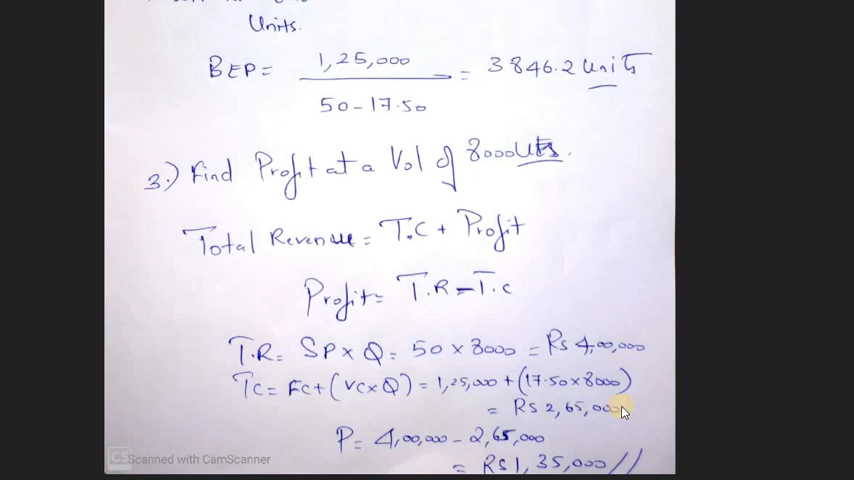 Units.
BEP = 1,25,000 / 50 - 17.50 = 3846.2 Units
3.) Find Profit at a Vol of 8000 Uts.
Total Revenue = T.C + Profit
Profit = T.R - T.C
T.R = SP x Q = 50 x 8000 = Rs 4,00,000
TC = FC + (VC x Q) = 1,25,000 + (17.50 x 8000)
= Rs 2,65,000
P = 4,00,000 - 2,65,000
= Rs 1,35,000 //
CS Scanned with CamScanner